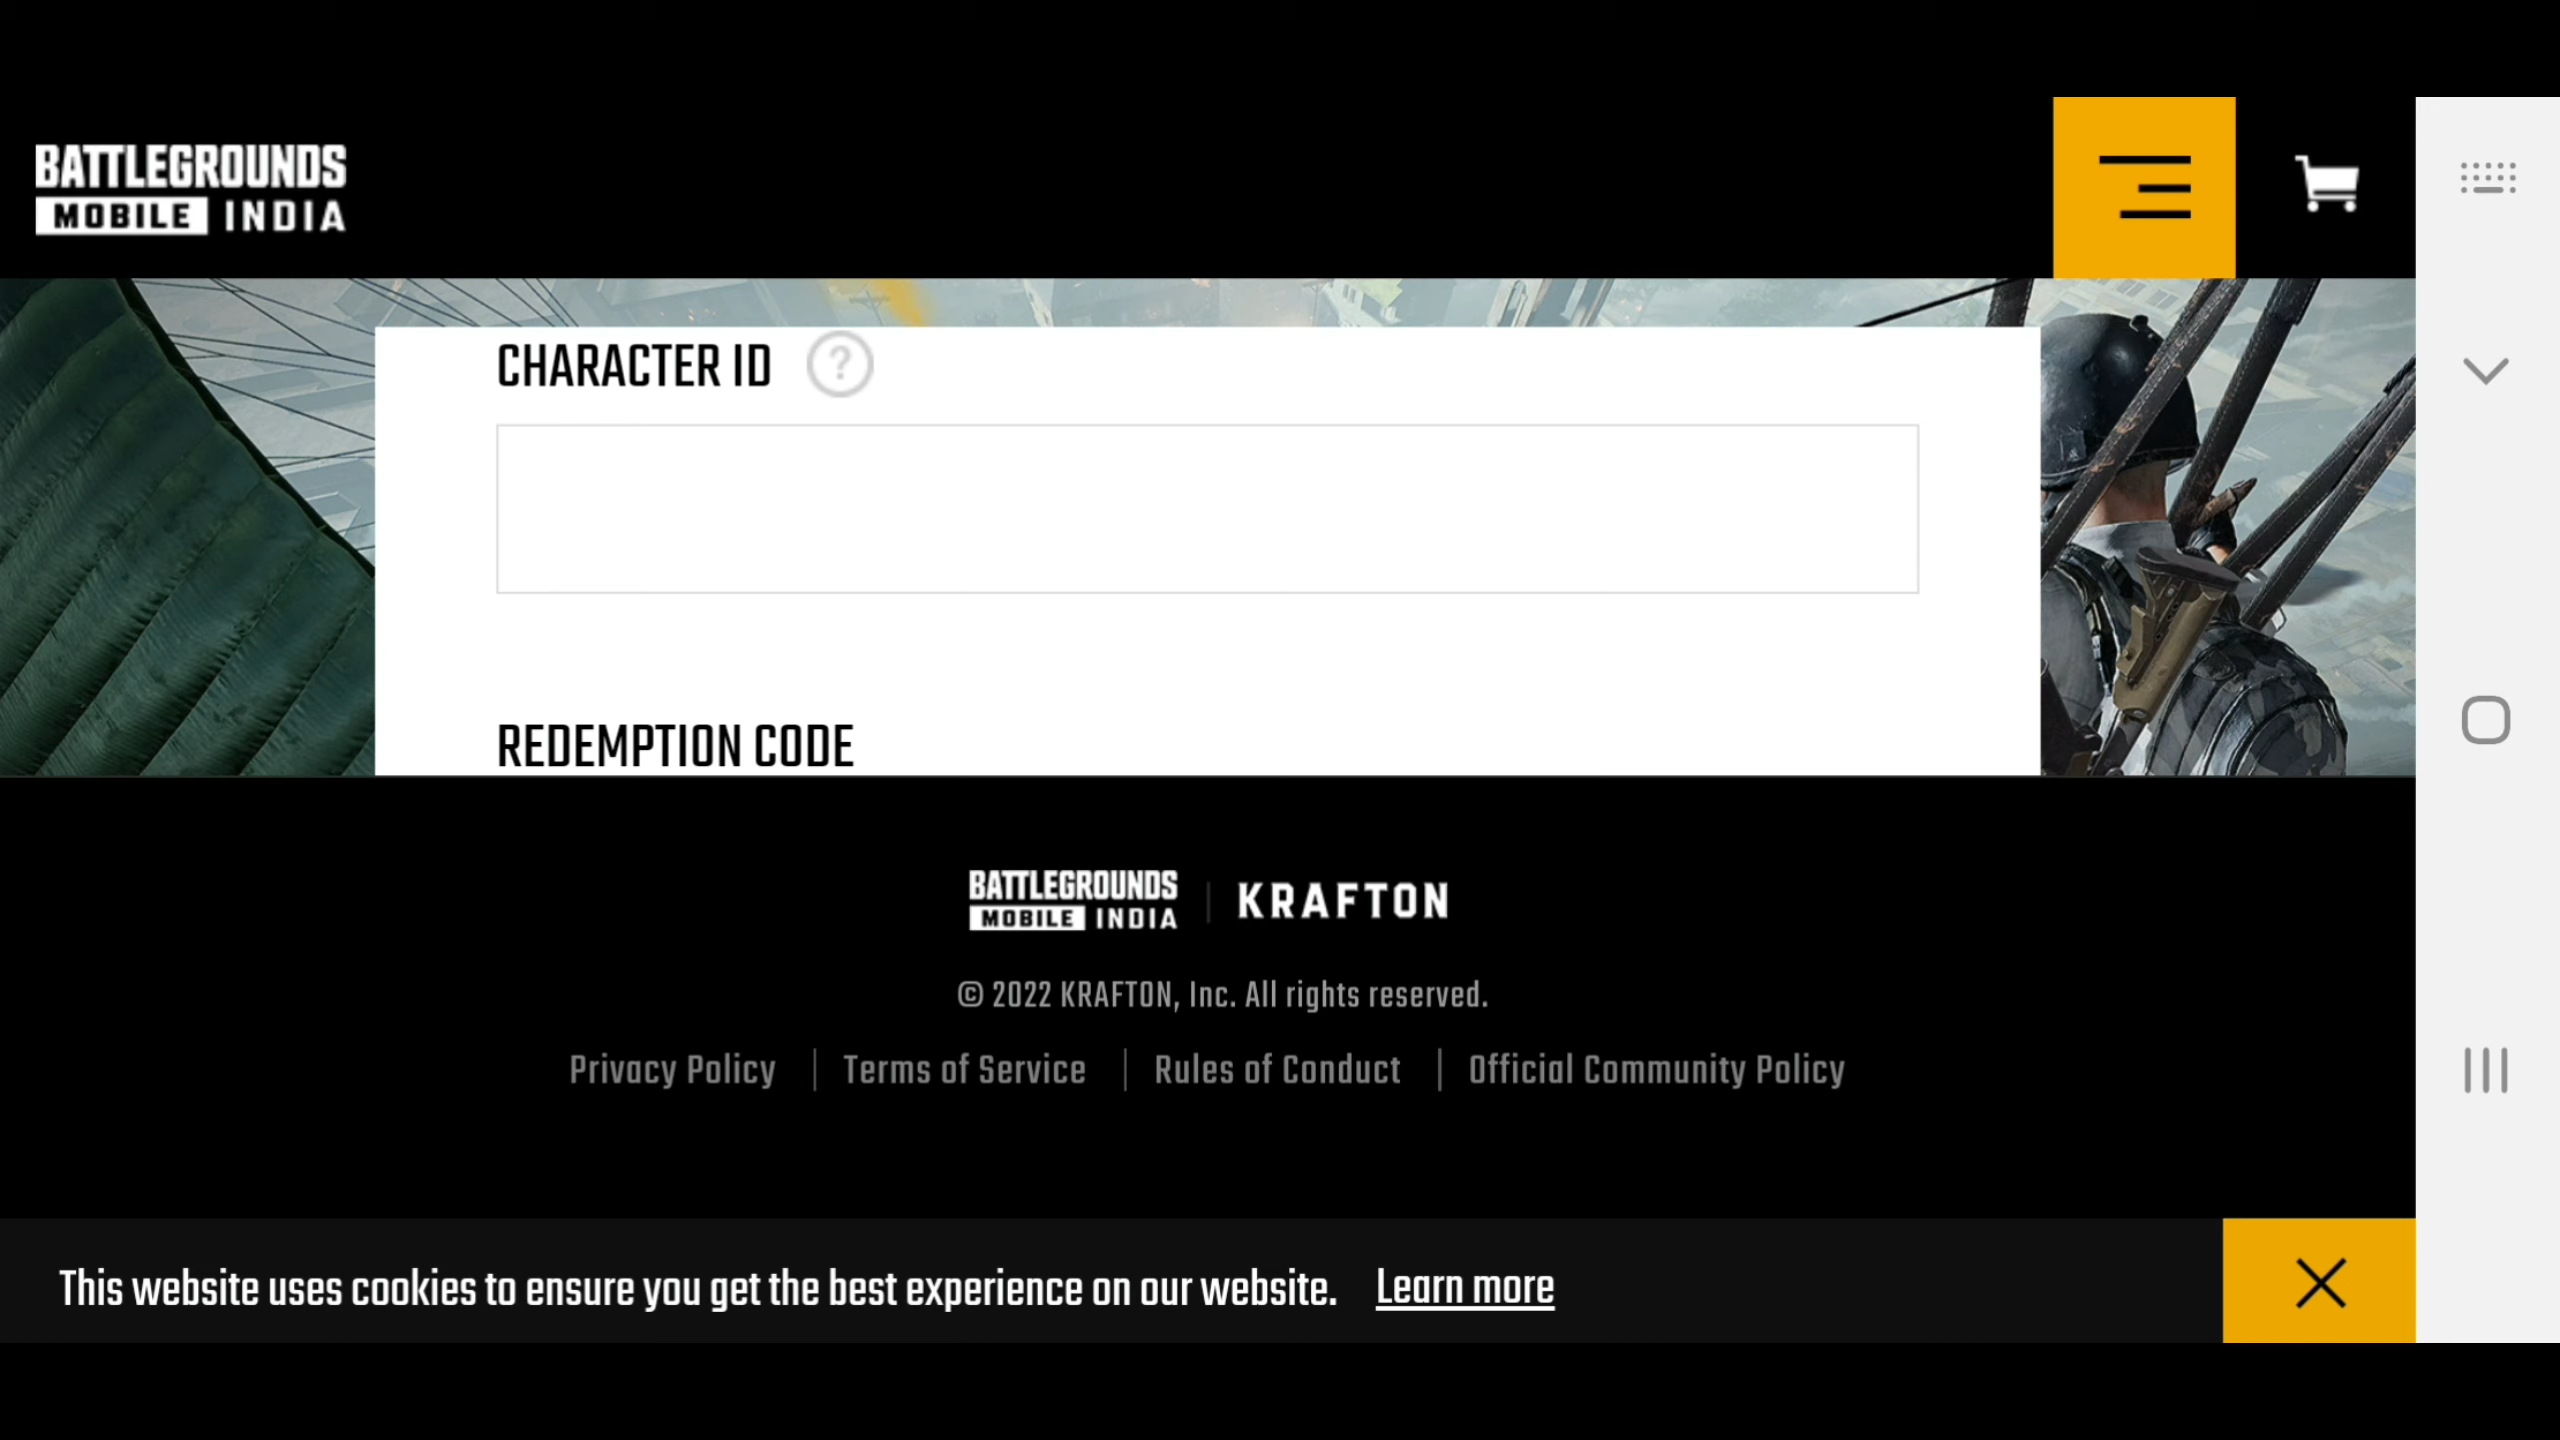 BATTLEGROUNDS
MOBILE INDIA
CHARACTER ID ?
REDEMPTION CODE
BATTLEGROUNDS
MOBILE INDIA
KRAFTON
© 2022 KRAFTON, Inc. All rights reserved.
Privacy Policy | Terms of Service | Rules of Conduct | Official Community Policy
This website uses cookies to ensure you get the best experience on our website. Learn more